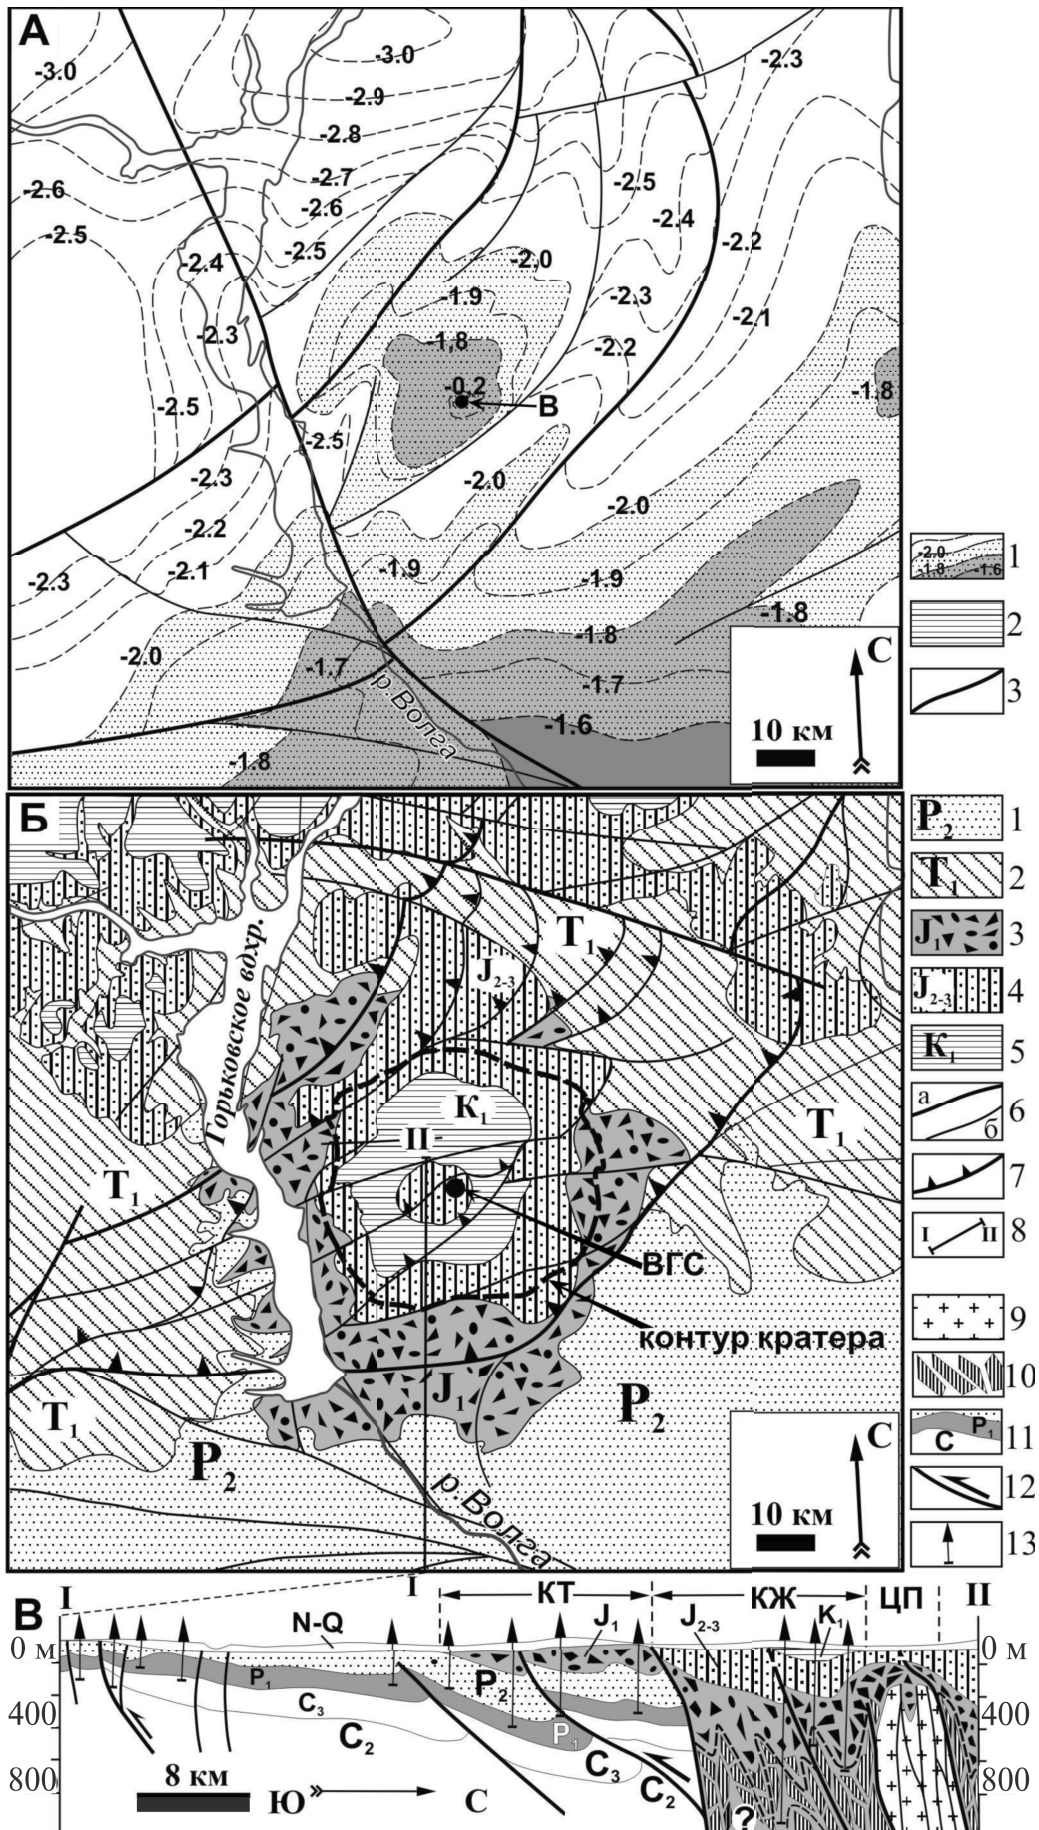 А
-3.0
-3.0
-2.3
-2.9
-2.8
-2.7
-2.6
-2.6
-2.5
-2.5
-2.4
-2.5
-2.4
-2.2
-2.0
-1.9
-2.3
-2.1
-2.3
-1,8
-2.2
-0,2
В
-1.8
-2.5
-2.5
-2.3
-2.0
-2.0
-2.2
-2.1
-2.3
-1.9
-1.9
-1.8
-1.8
-2.0
-1.7
-1.7
-1.6
-1.8
р.Волга
С
10 км
-2.0
-1.8
-1.6
1
2
3
Б
Горьковское вдхр.
T1
J2-3
K1
II
T1
T1
ВГС
контур кратера
J1
P2
T1
P2
р.Волга
С
10 км
P2 1
T1 2
J1 3
J2-3 4
K1 5
а б 6
7
I II 8
9
10
P1 С 11
12
13
В
I
I
КТ
КЖ
ЦП
II
N-Q
J1
J2-3
K1
0 м
0 м
P1
P2
C3
400
400
C2
P1
C3
C2
800
800
8 км
Ю
С
?